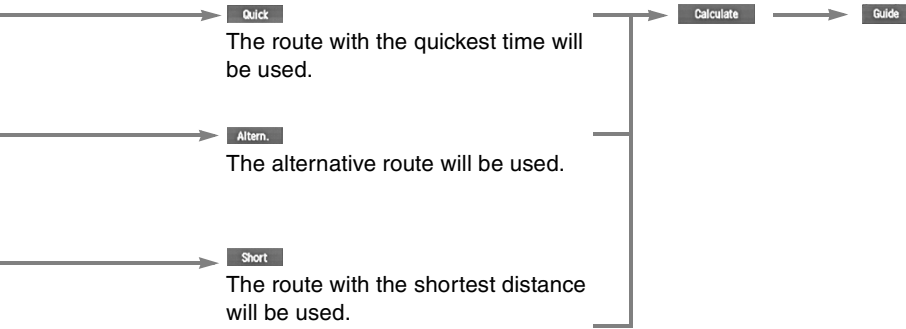 Quick
The route with the quickest time will
be used.
Calculate
Guide
Altern.
The alternative route will be used.
Short
The route with the shortest distance
will be used.